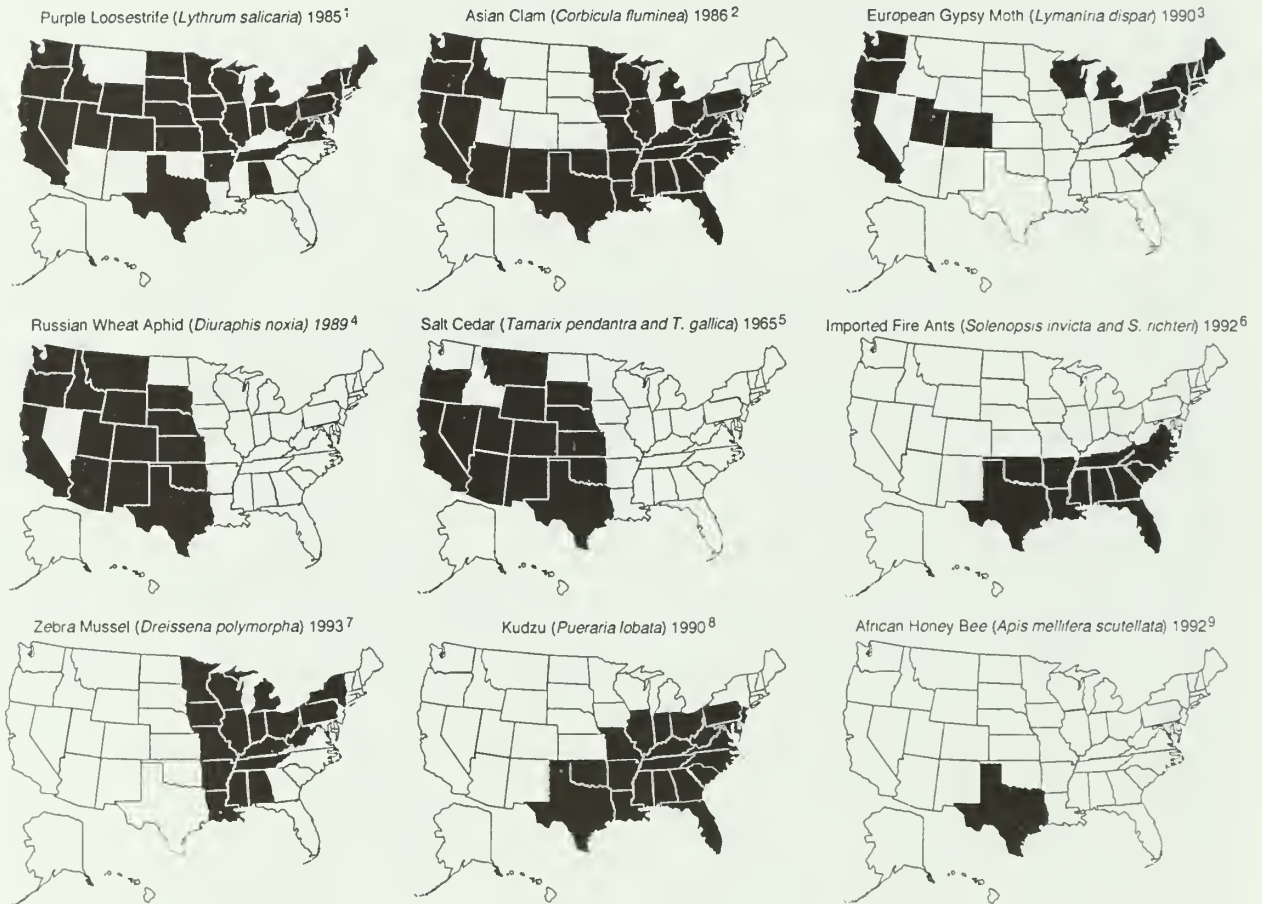 Purple Loosestrife (Lythrum salicaria) 1985¹
Asian Clam (Corbicula fluminea) 1986²
European Gypsy Moth (Lymantria dispar) 1990³
Russian Wheat Aphid (Diuraphis noxia) 1989⁴
Salt Cedar (Tamarix pendantra and T. gallica) 1965⁵
Imported Fire Ants (Solenopsis invicta and S. richteri) 1992⁶
Zebra Mussel (Dreissena polymorpha) 1993⁷
Kudzu (Pueraria lobata) 1990⁸
African Honey Bee (Apis mellifera scutellata) 1992⁹